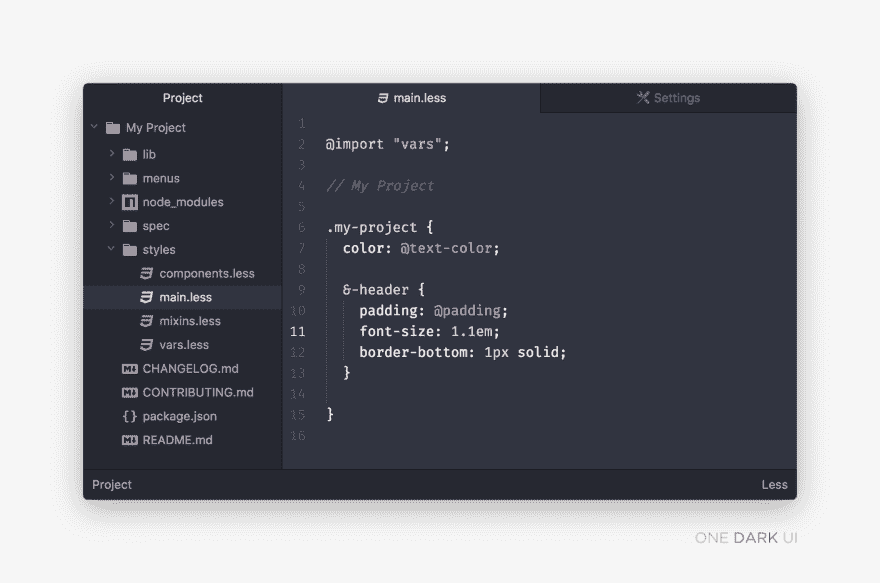 Project
My Project
lib
menus
node_modules
spec
styles
components.less
main.less
mixins.less
vars.less
CHANGELOG.md
CONTRIBUTING.md
package.json
README.md
main.less
Settings
1
2 @import "vars";
3
4 // My Project
5
6 .my-project {
7 color: @text-color;
8
9 &-header {
10 padding: @padding;
11 font-size: 1.1em;
12 border-bottom: 1px solid;
13 }
14
15 }
16
Project
Less
ONE DARK UI